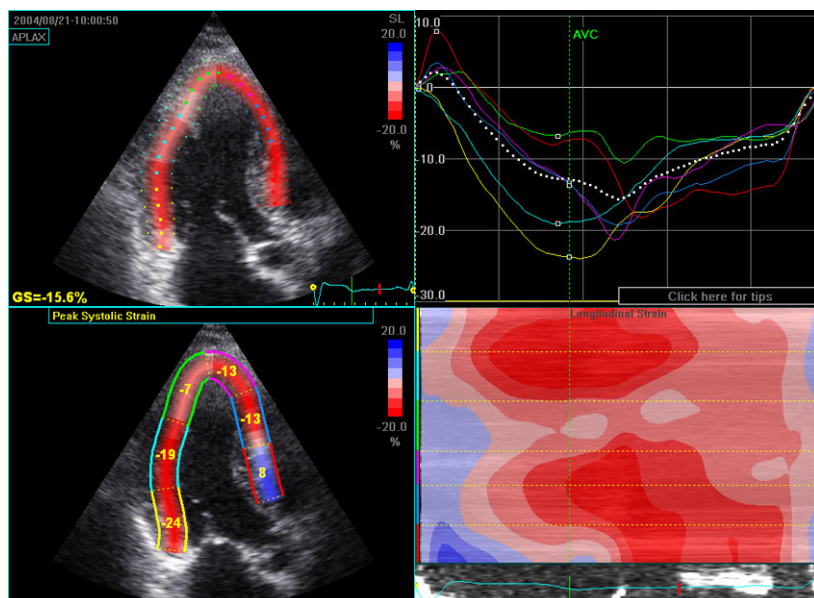 2004/08/21-10:00:50
APLAX
SL
20.0
-20.0
%
GS=-15.6%
10.0
0.0
-10.0
-20.0
-30.0
AVC
Click here for tips
Peak Systolic Strain
20.0
-20.0
%
-13
-7
-13
-19
8
-24
Longitudinal Strain